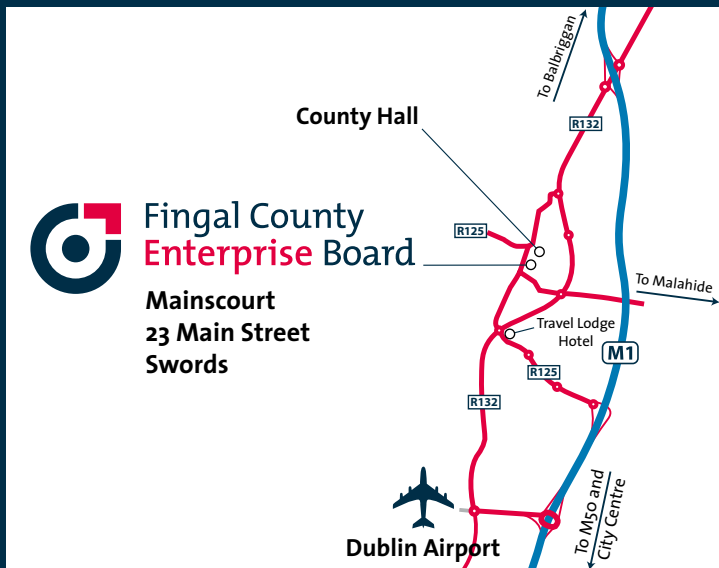 To Balbriggan
County Hall
R132
Fingal County
Enterprise Board
R125
Mainscourt
23 Main Street
Swords
To Malahide
Travel Lodge
Hotel
M1
R125
R132
To M50 and
City Centre
Dublin Airport